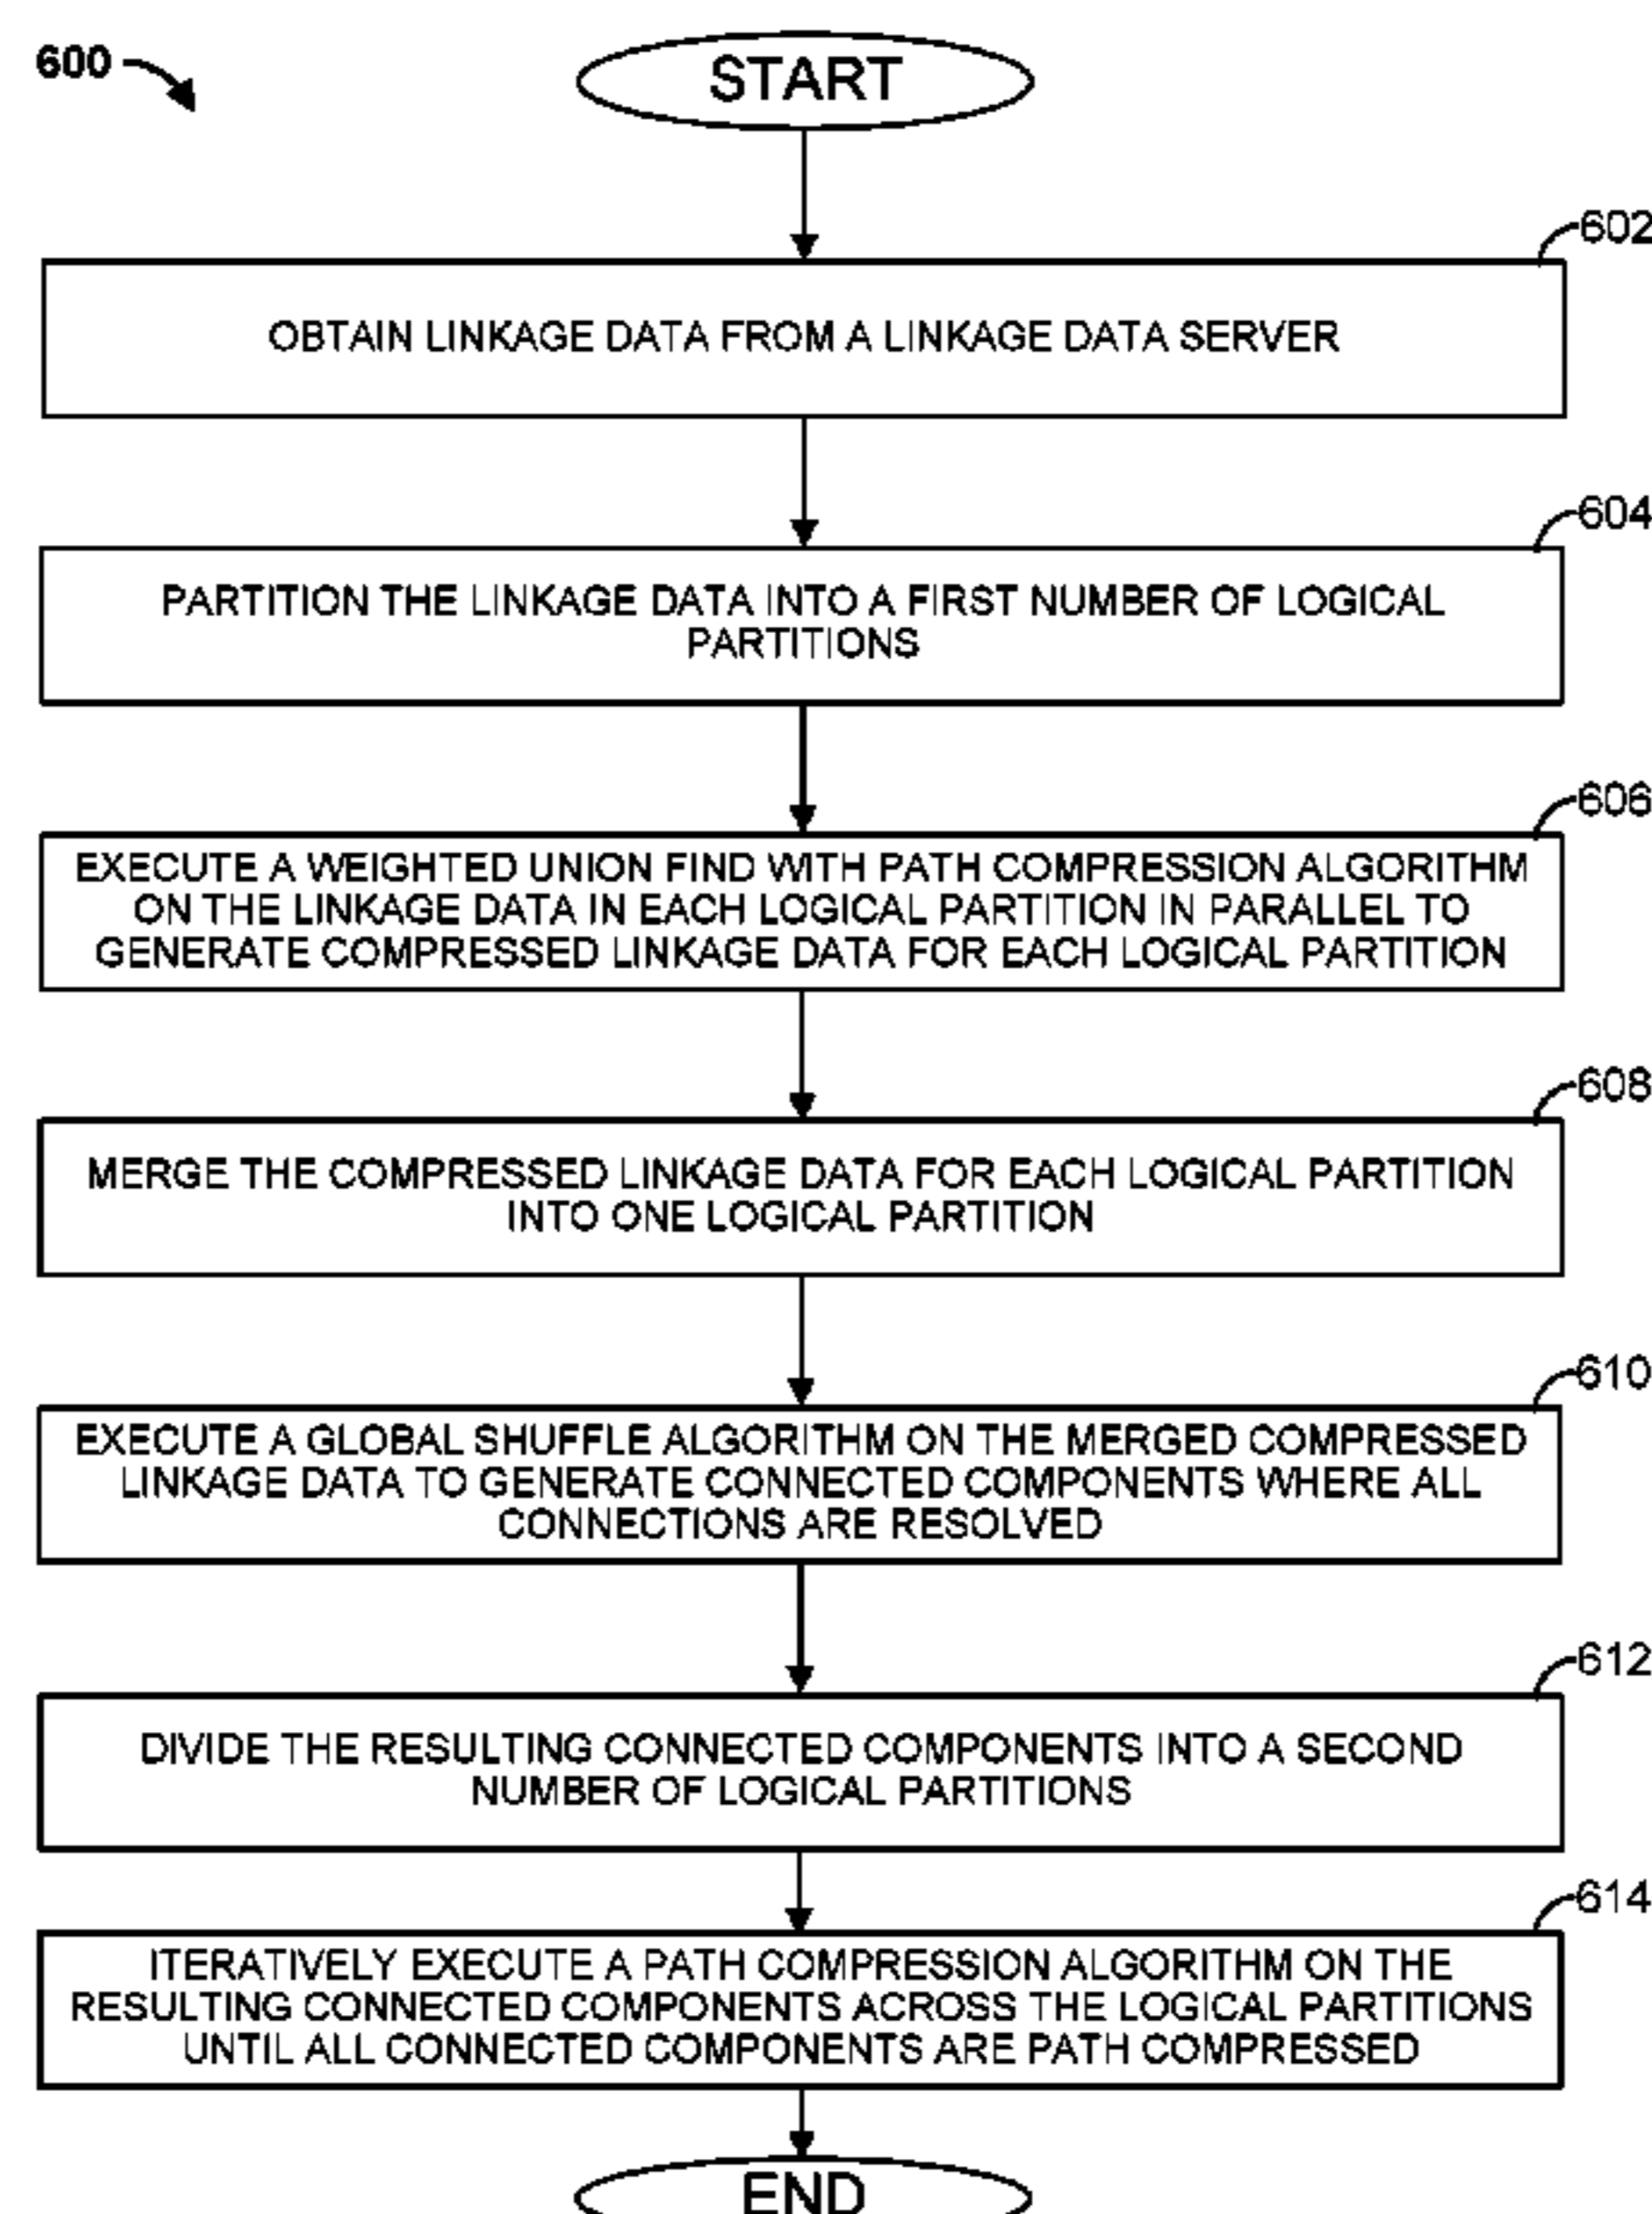 600
START
602
OBTAIN LINKAGE DATA FROM A LINKAGE DATA SERVER
604
PARTITION THE LINKAGE DATA INTO A FIRST NUMBER OF LOGICAL
PARTITIONS
606
EXECUTE A WEIGHTED UNION FIND WITH PATH COMPRESSION ALGORITHM
ON THE LINKAGE DATA IN EACH LOGICAL PARTITION IN PARALLEL TO
GENERATE COMPRESSED LINKAGE DATA FOR EACH LOGICAL PARTITION
608
MERGE THE COMPRESSED LINKAGE DATA FOR EACH LOGICAL PARTITION
INTO ONE LOGICAL PARTITION
610
EXECUTE A GLOBAL SHUFFLE ALGORITHM ON THE MERGED COMPRESSED
LINKAGE DATA TO GENERATE CONNECTED COMPONENTS WHERE ALL
CONNECTIONS ARE RESOLVED
612
DIVIDE THE RESULTING CONNECTED COMPONENTS INTO A SECOND
NUMBER OF LOGICAL PARTITIONS
614
ITERATIVELY EXECUTE A PATH COMPRESSION ALGORITHM ON THE
RESULTING CONNECTED COMPONENTS ACROSS THE LOGICAL PARTITIONS
UNTIL ALL CONNECTED COMPONENTS ARE PATH COMPRESSED
END